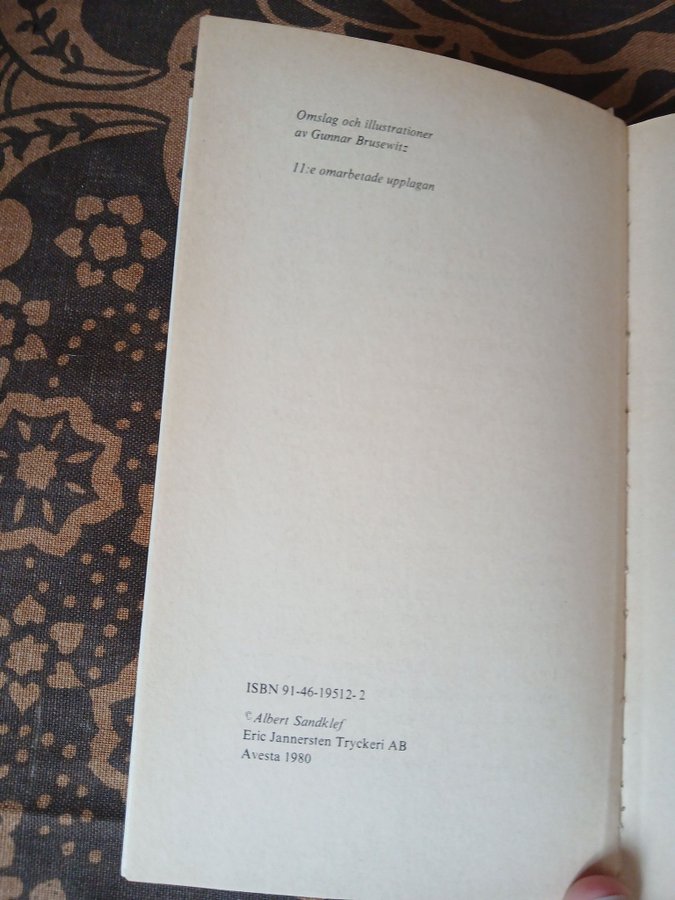 Omslag och illustrationer
av Gunnar Brusewitz
11:e omarbetade upplagan
ISBN 91-46-19512-2
© Albert Sandklef
Eric Jannersten Tryckeri AB
Avesta 1980